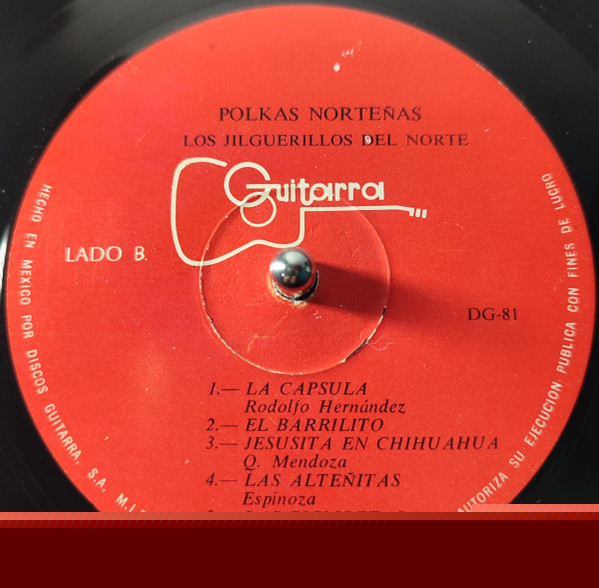 POLKAS NORTEÑAS
LOS JILGUERILLOS DEL NORTE
Guitarra
LADO B.
DG-81
1.— LA CAPSULA
Rodolfo Hernández
2.— EL BARRILITO
3.— JESUSITA EN CHIHUAHUA
Q. Mendoza
4.— LAS ALTEÑITAS
Espinoza
HECHO EN MEXICO POR DISCOS GUITARRA, S.A.
AUTORIZA SU EJECUCION PUBLICA CON FINES DE LUCRO